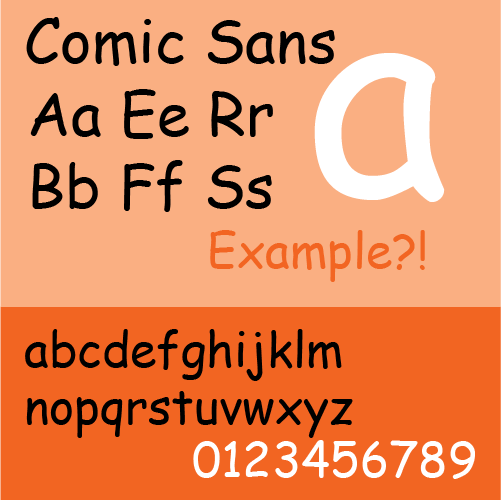 Comic Sans
Aa Ee Rr
Bb Ff Ss
a
Example?!
abcdefghijklm
nopqrstuvwxyz
0123456789